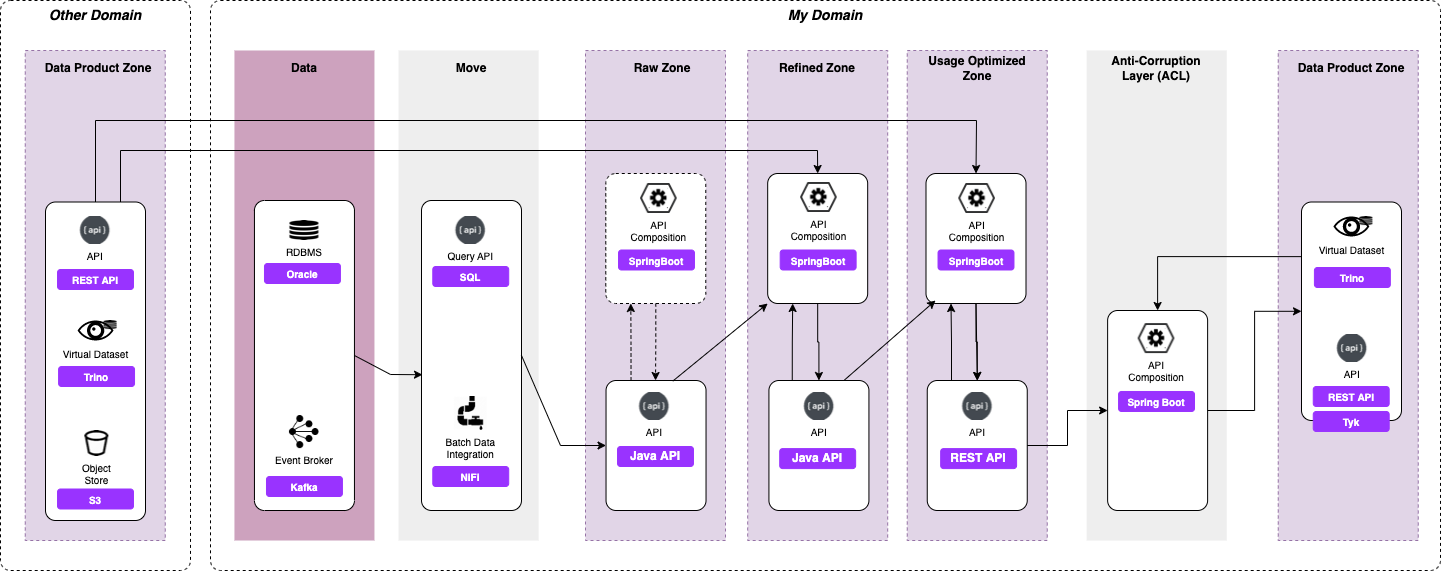 Other Domain
My Domain
Data Product Zone
Data
Move
Raw Zone
Refined Zone
Usage Optimized
Zone
Anti-Corruption
Layer (ACL)
Data Product Zone
{api}
API
REST API
Virtual Dataset
Trino
Object
Store
S3
RDBMS
Oracle
Event Broker
Kafka
{api}
Query API
SQL
Batch Data
Integration
NIFI
API
Composition
SpringBoot
{api}
API
Java API
API
Composition
SpringBoot
{api}
API
Java API
API
Composition
SpringBoot
{api}
API
REST API
API
Composition
Spring Boot
Virtual Dataset
Trino
{api}
API
REST API
Tyk